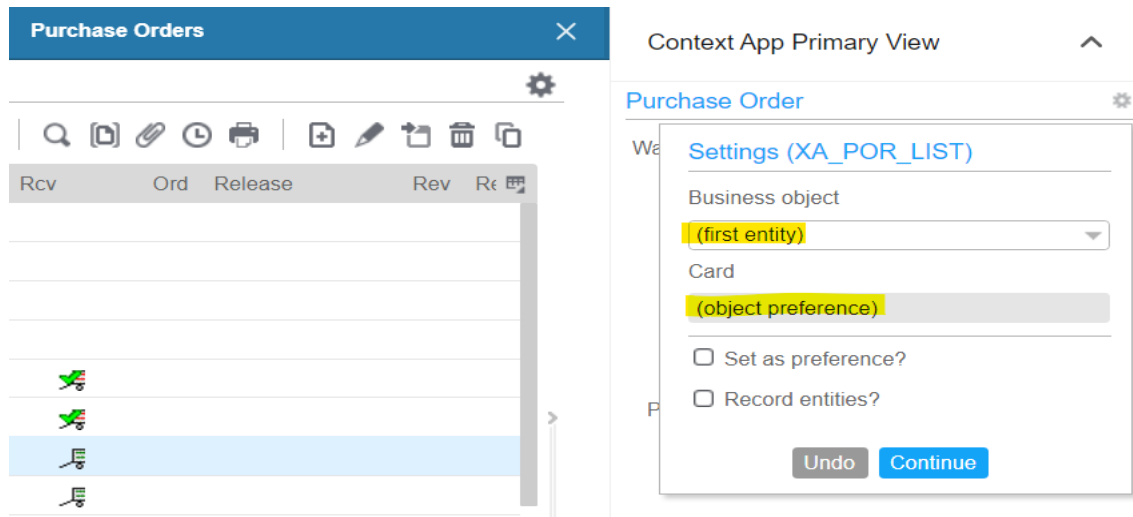 Purchase Orders
Rcv Ord Release Rev Re
Context App Primary View
Purchase Order
Wa
Settings (XA_POR_LIST)
Business object
(first entity)
Card
(object preference)
Set as preference?
Record entities?
P
Undo Continue